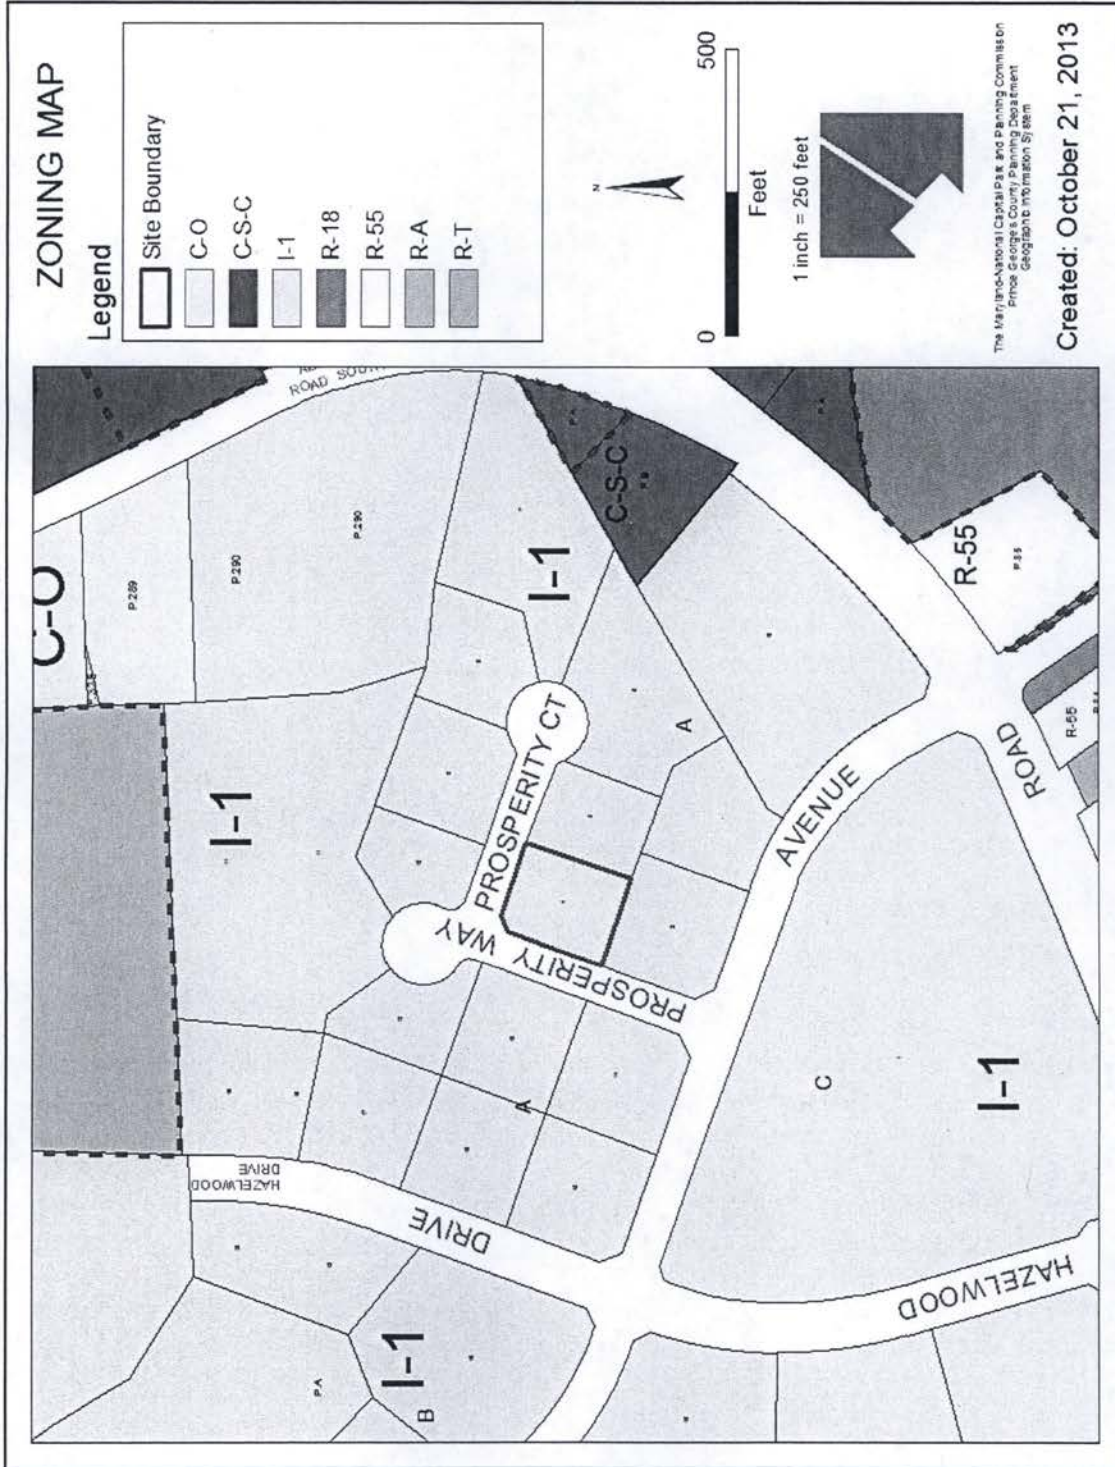 ZONING MAP
Legend
Site Boundary
C-O
C-S-C
I-1
R-18
R-55
R-A
R-T
N
0
500
Feet
1 inch = 250 feet
The Maryland-National Capital Park and Planning Commission
Prince George's County Planning Department
Geographic Information System
Created: October 21, 2013
C-O
P.289
P.290
P.290
ROAD SOUTH
I-1
I-1
C-S-C
P.A
P.B
PROSPERITY CT
PROSPERITY WAY
A
A
AVENUE
ROAD
R-55
R-55
HAZELWOOD
DRIVE
DRIVE
C
I-1
HAZELWOOD
I-1
P.A
B